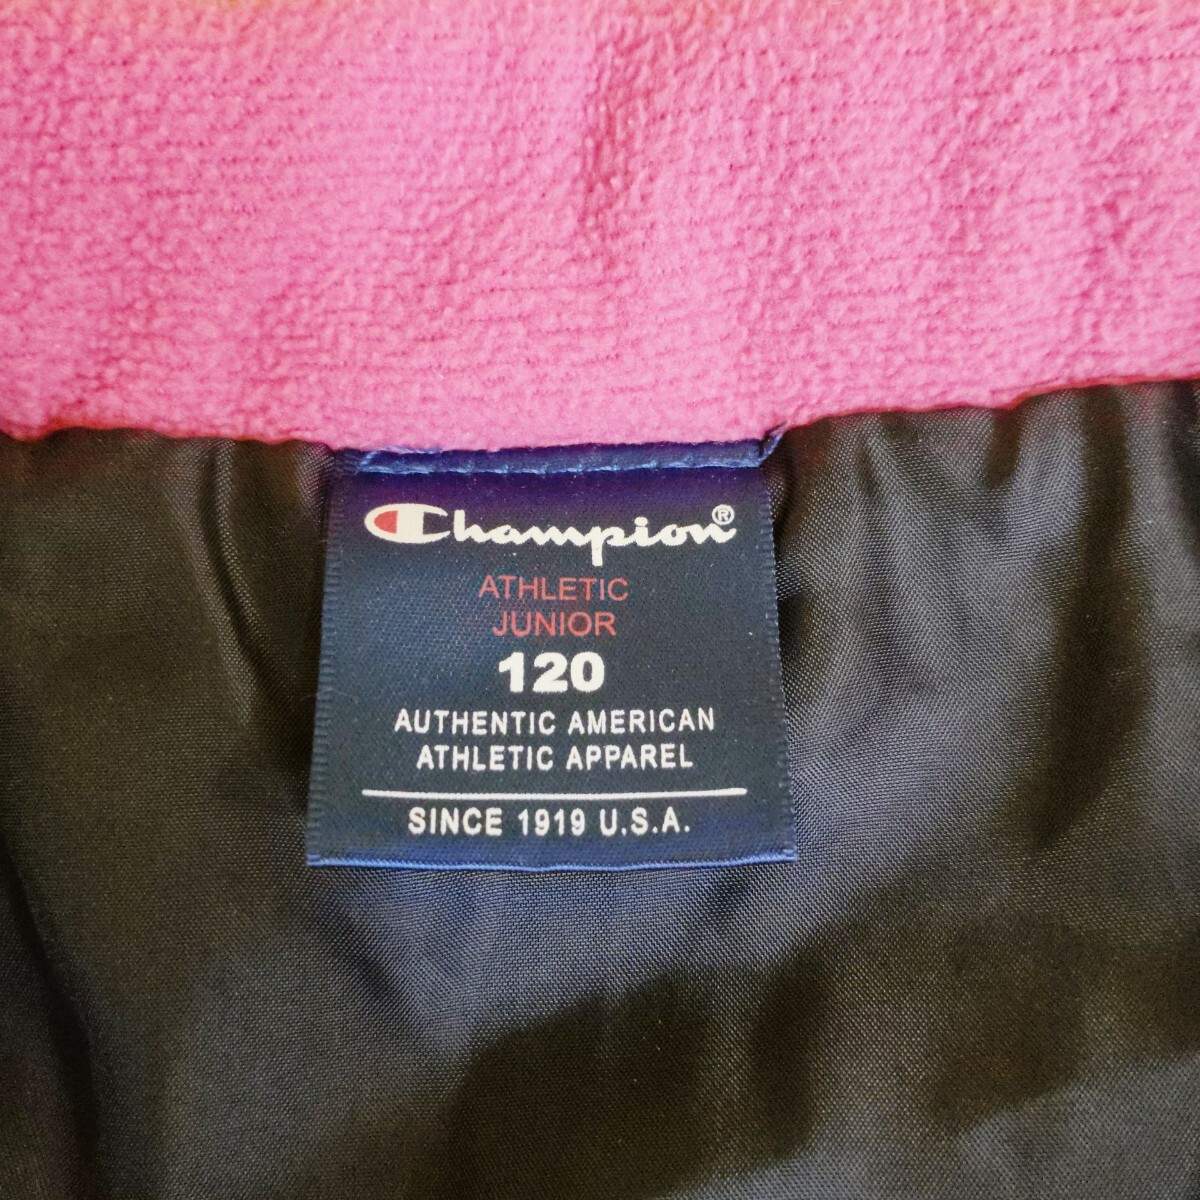 Champion®
ATHLETIC
JUNIOR
120
AUTHENTIC AMERICAN
ATHLETIC APPAREL
SINCE 1919 U.S.A.